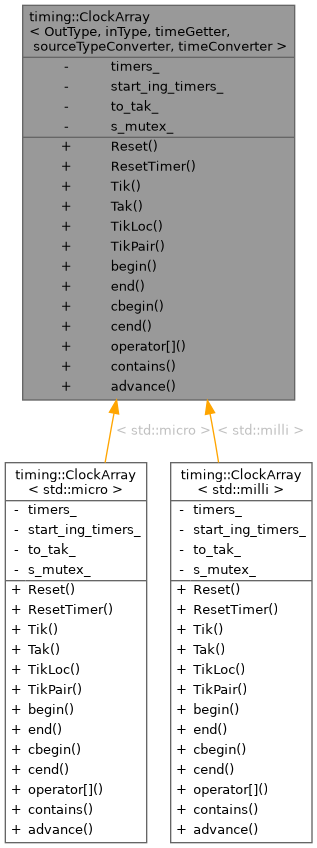 timing::ClockArray
< OutType, inType, timeGetter,
sourceTypeConverter, timeConverter >
- timers_
- start_ing_timers_
- to_tak_
- s_mutex_
+ Reset()
+ ResetTimer()
+ Tik()
+ Tak()
+ TikLoc()
+ TikPair()
+ begin()
+ end()
+ cbegin()
+ cend()
+ operator[]()
+ contains()
+ advance()
< std::micro >
< std::milli >
timing::ClockArray
< std::micro >
- timers_
- start_ing_timers_
- to_tak_
- s_mutex_
+ Reset()
+ ResetTimer()
+ Tik()
+ Tak()
+ TikLoc()
+ TikPair()
+ begin()
+ end()
+ cbegin()
+ cend()
+ operator[]()
+ contains()
+ advance()
timing::ClockArray
< std::milli >
- timers_
- start_ing_timers_
- to_tak_
- s_mutex_
+ Reset()
+ ResetTimer()
+ Tik()
+ Tak()
+ TikLoc()
+ TikPair()
+ begin()
+ end()
+ cbegin()
+ cend()
+ operator[]()
+ contains()
+ advance()